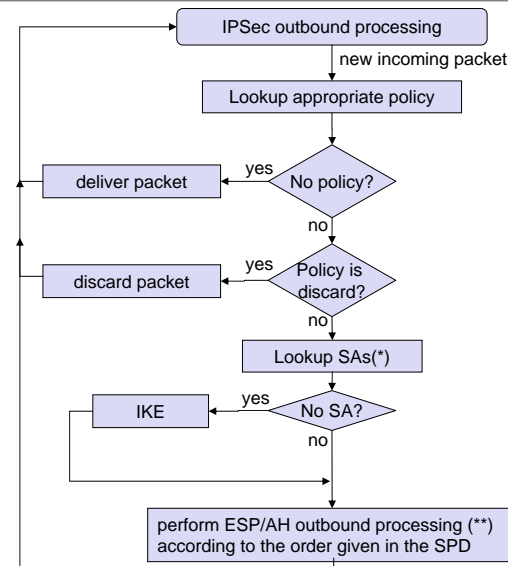 IPSec outbound processing
new incoming packet
Lookup appropriate policy
deliver packet
yes
No policy?
no
discard packet
yes
Policy is
discard?
no
Lookup SAs(*)
IKE
yes
No SA?
no
perform ESP/AH outbound processing (**)
according to the order given in the SPD